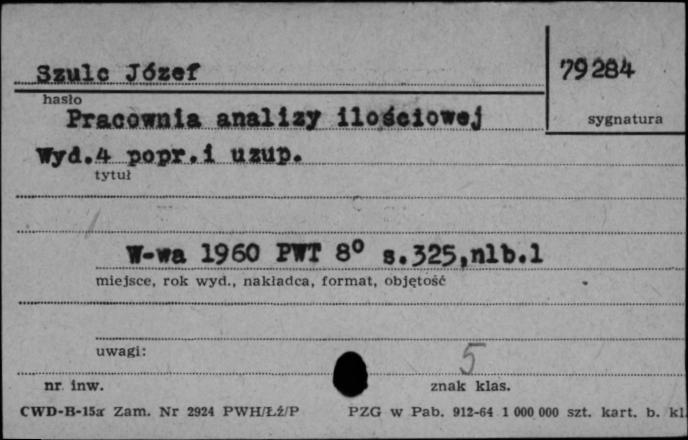 Szulc Józef
79284
hasło
Pracownia analizy ilościowej
sygnatura
Wyd.4 popr.i uzup.
tytuł
W-wa 1960 PWT 8° s.325,nlb.1
miejsce, rok wyd., nakładca, format, objętość
uwagi:
5
nr inw.
znak klas.
CWD-B-15a Zam. Nr 2924 PWH/Łź/P PZG w Pab. 912-64 1 000 000 szt. kart. b. kl.